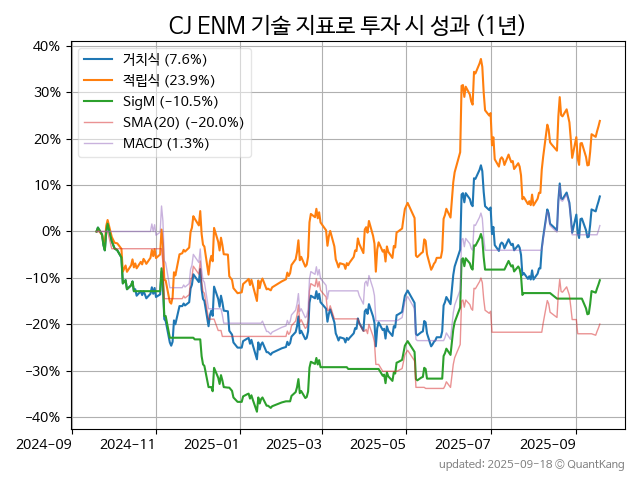 CJ ENM 기술 지표로 투자 시 성과 (1년)
거치식 (7.6%)
적립식 (23.9%)
SigM (−10.5%)
SMA(20) (−20.0%)
MACD (1.3%)
40%
30%
20%
10%
0%
−10%
−20%
−30%
−40%
2024-09 2024-11 2025-01 2025-03 2025-05 2025-07 2025-09
updated: 2025-09-18 © QuantKang